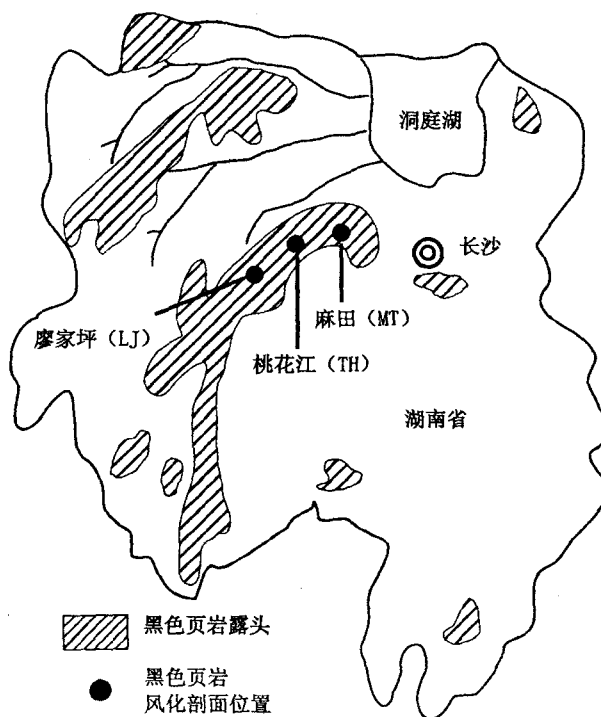 洞庭湖
长沙
麻田（MT）
廖家坪（LJ）
桃花江（TH）
湖南省
黑色页岩露头
黑色页岩
风化剖面位置